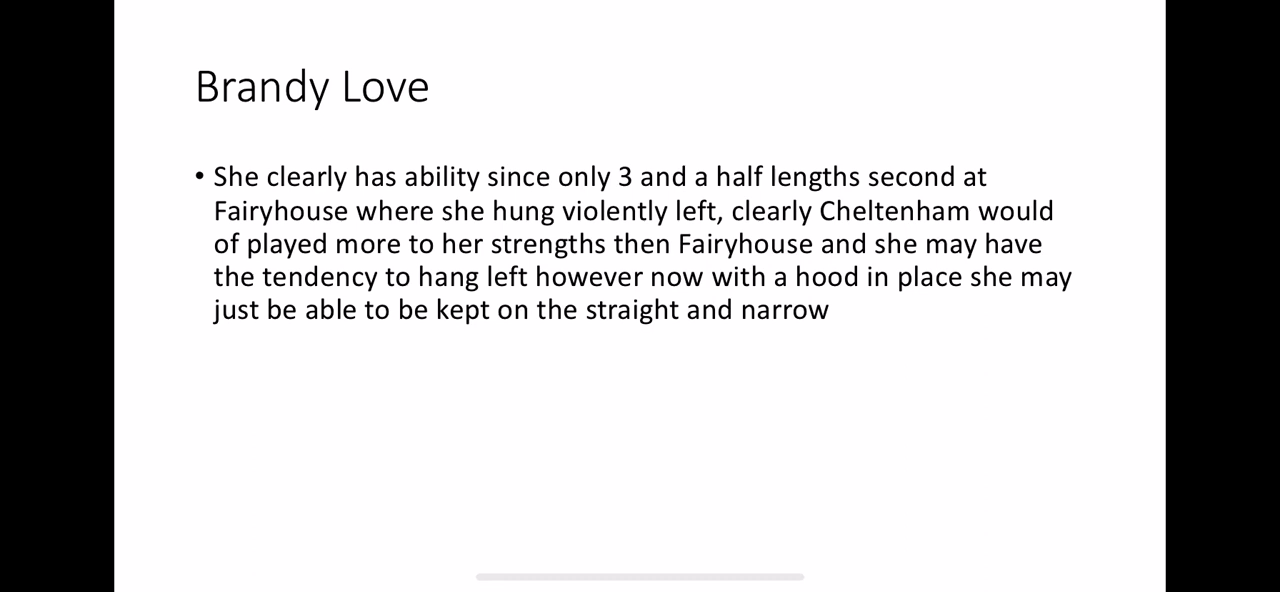 Brandy Love
• She clearly has ability since only 3 and a half lengths second at
Fairyhouse where she hung violently left, clearly Cheltenham would
of played more to her strengths then Fairyhouse and she may have
the tendency to hang left however now with a hood in place she may
just be able to be kept on the straight and narrow